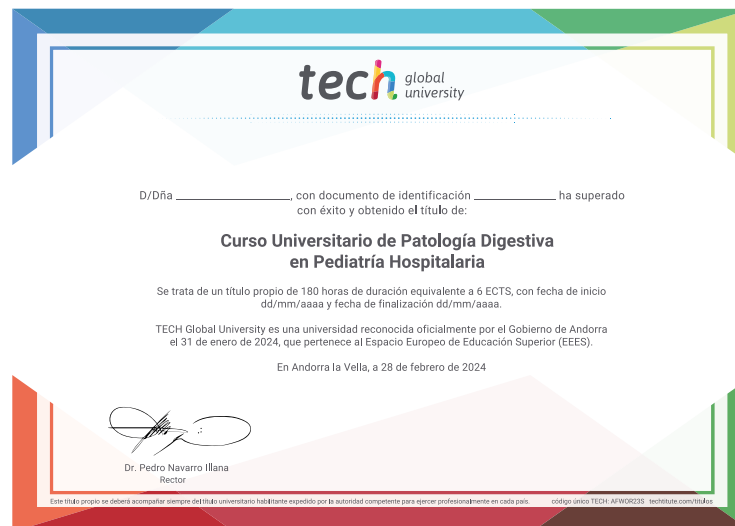 tech global university
D/Dña ______________, con documento de identificación __________ ha superado
con éxito y obtenido el título de:
Curso Universitario de Patología Digestiva
en Pediatría Hospitalaria
Se trata de un título propio de 180 horas de duración equivalente a 6 ECTS, con fecha de inicio
dd/mm/aaaa y fecha de finalización dd/mm/aaaa.
TECH Global University es una universidad reconocida oficialmente por el Gobierno de Andorra
el 31 de enero de 2024, que pertenece al Espacio Europeo de Educación Superior (EEES).
En Andorra la Vella, a 28 de febrero de 2024
Dr. Pedro Navarro Illana
Rector
Este título propio se deberá acompañar siempre del título universitario habilitante expedido por la autoridad competente para ejercer profesionalmente en cada país. código único TECH: AFWOR23S techtitute.com/titulos